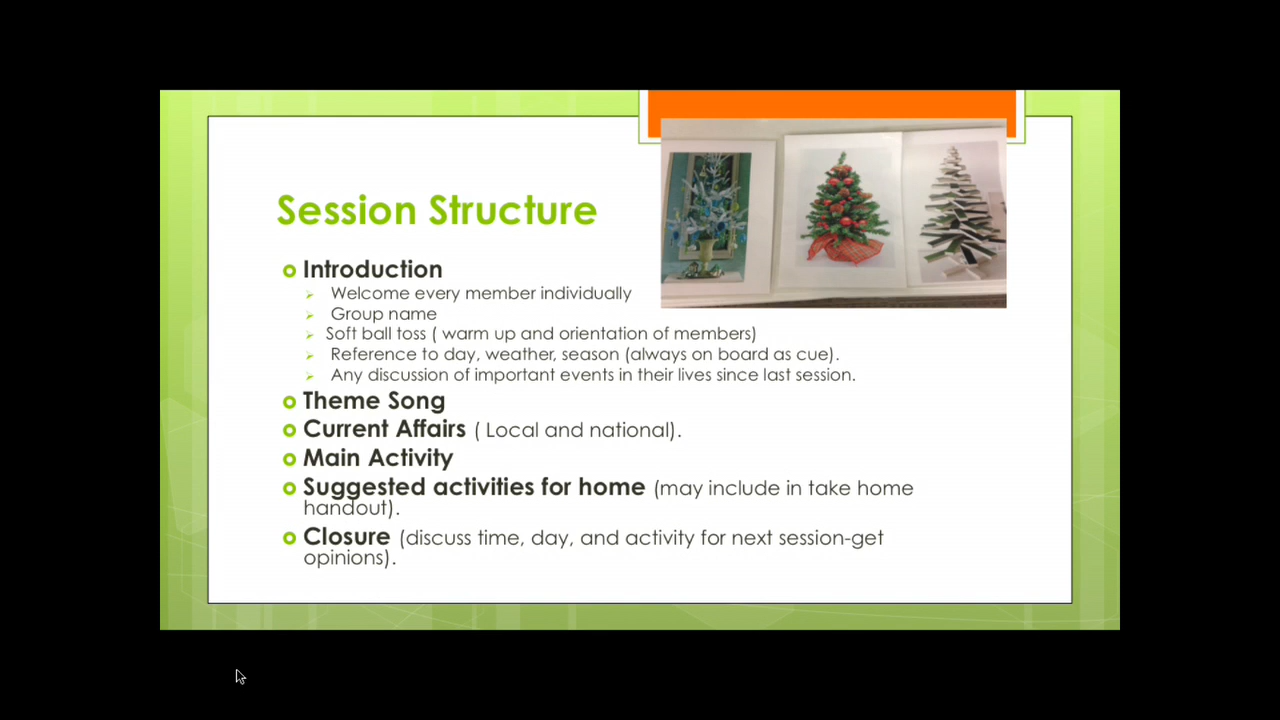 Session Structure
Introduction
Welcome every member individually
Group name
Soft ball toss ( warm up and orientation of members)
Reference to day, weather, season (always on board as cue).
Any discussion of important events in their lives since last session.
Theme Song
Current Affairs ( Local and national).
Main Activity
Suggested activities for home (may include in take home
handout).
Closure (discuss time, day, and activity for next session-get
opinions).